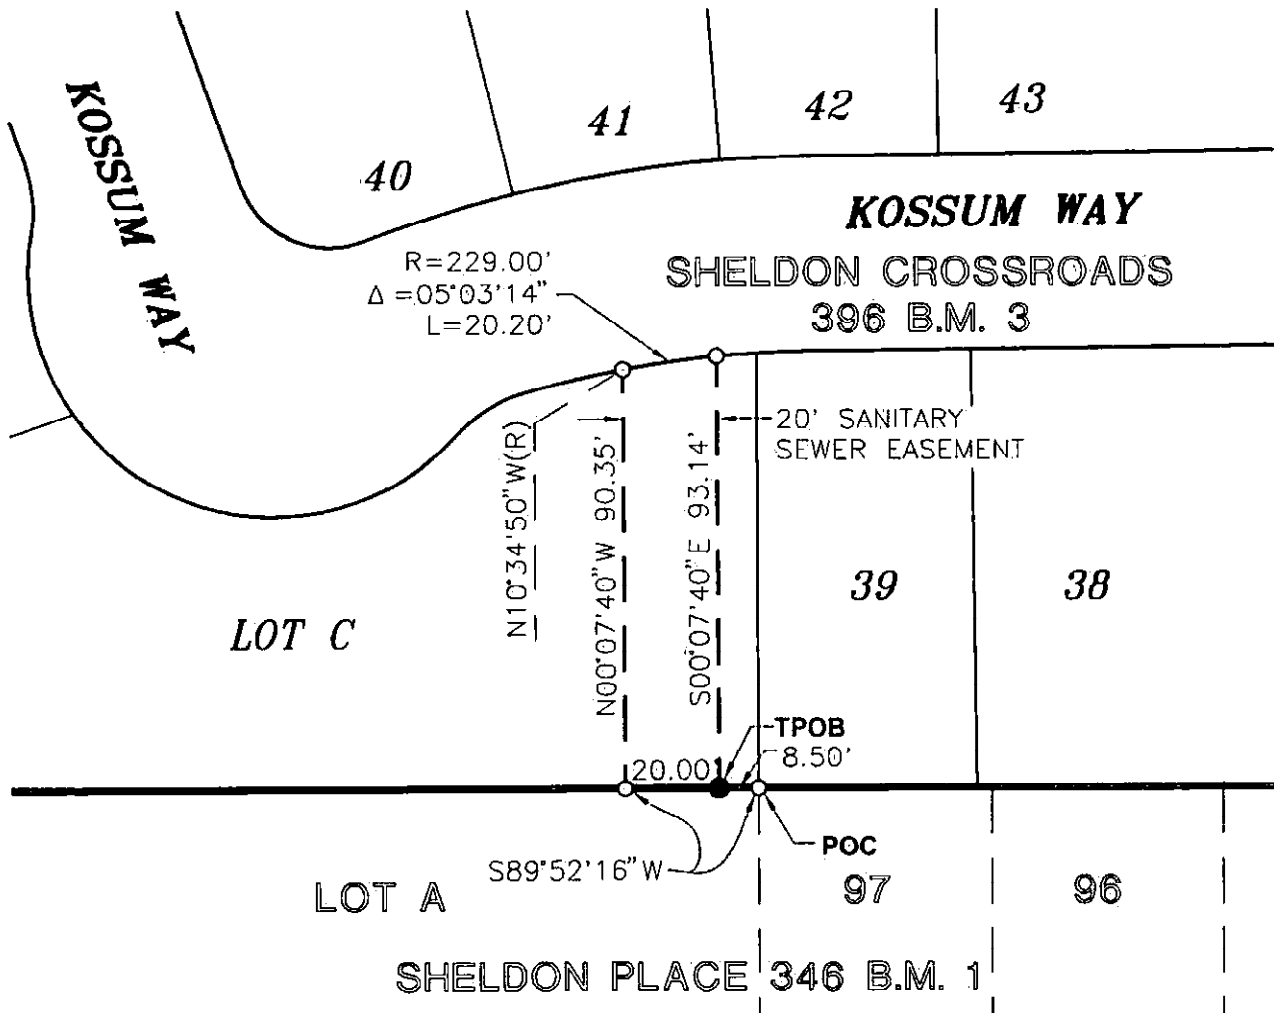 KOSSUM WAY
40
41
42
43
KOSSUM WAY
SHELDON CROSSROADS
396 B.M. 3
R=229.00'
Δ =05°03'14"
L=20.20'
20' SANITARY
SEWER EASEMENT
N10°34'50"W(R)
N00°07'40"W 90.35'
S00°07'40"E 93.14'
39
38
LOT C
TPOB
8.50'
20.00'
POC
S89°52'16"W
LOT A
97
96
SHELDON PLACE 346 B.M. 1